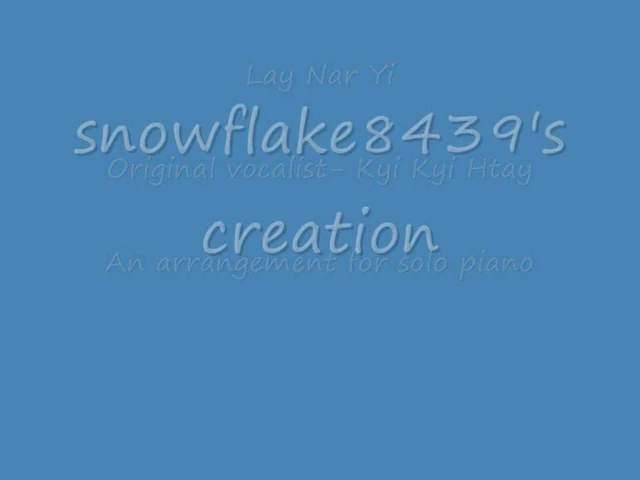 Lay Nar Yi
snowflake8439's
Original vocalist- Kyi Kyi Htay
creation
An arrangement for solo piano